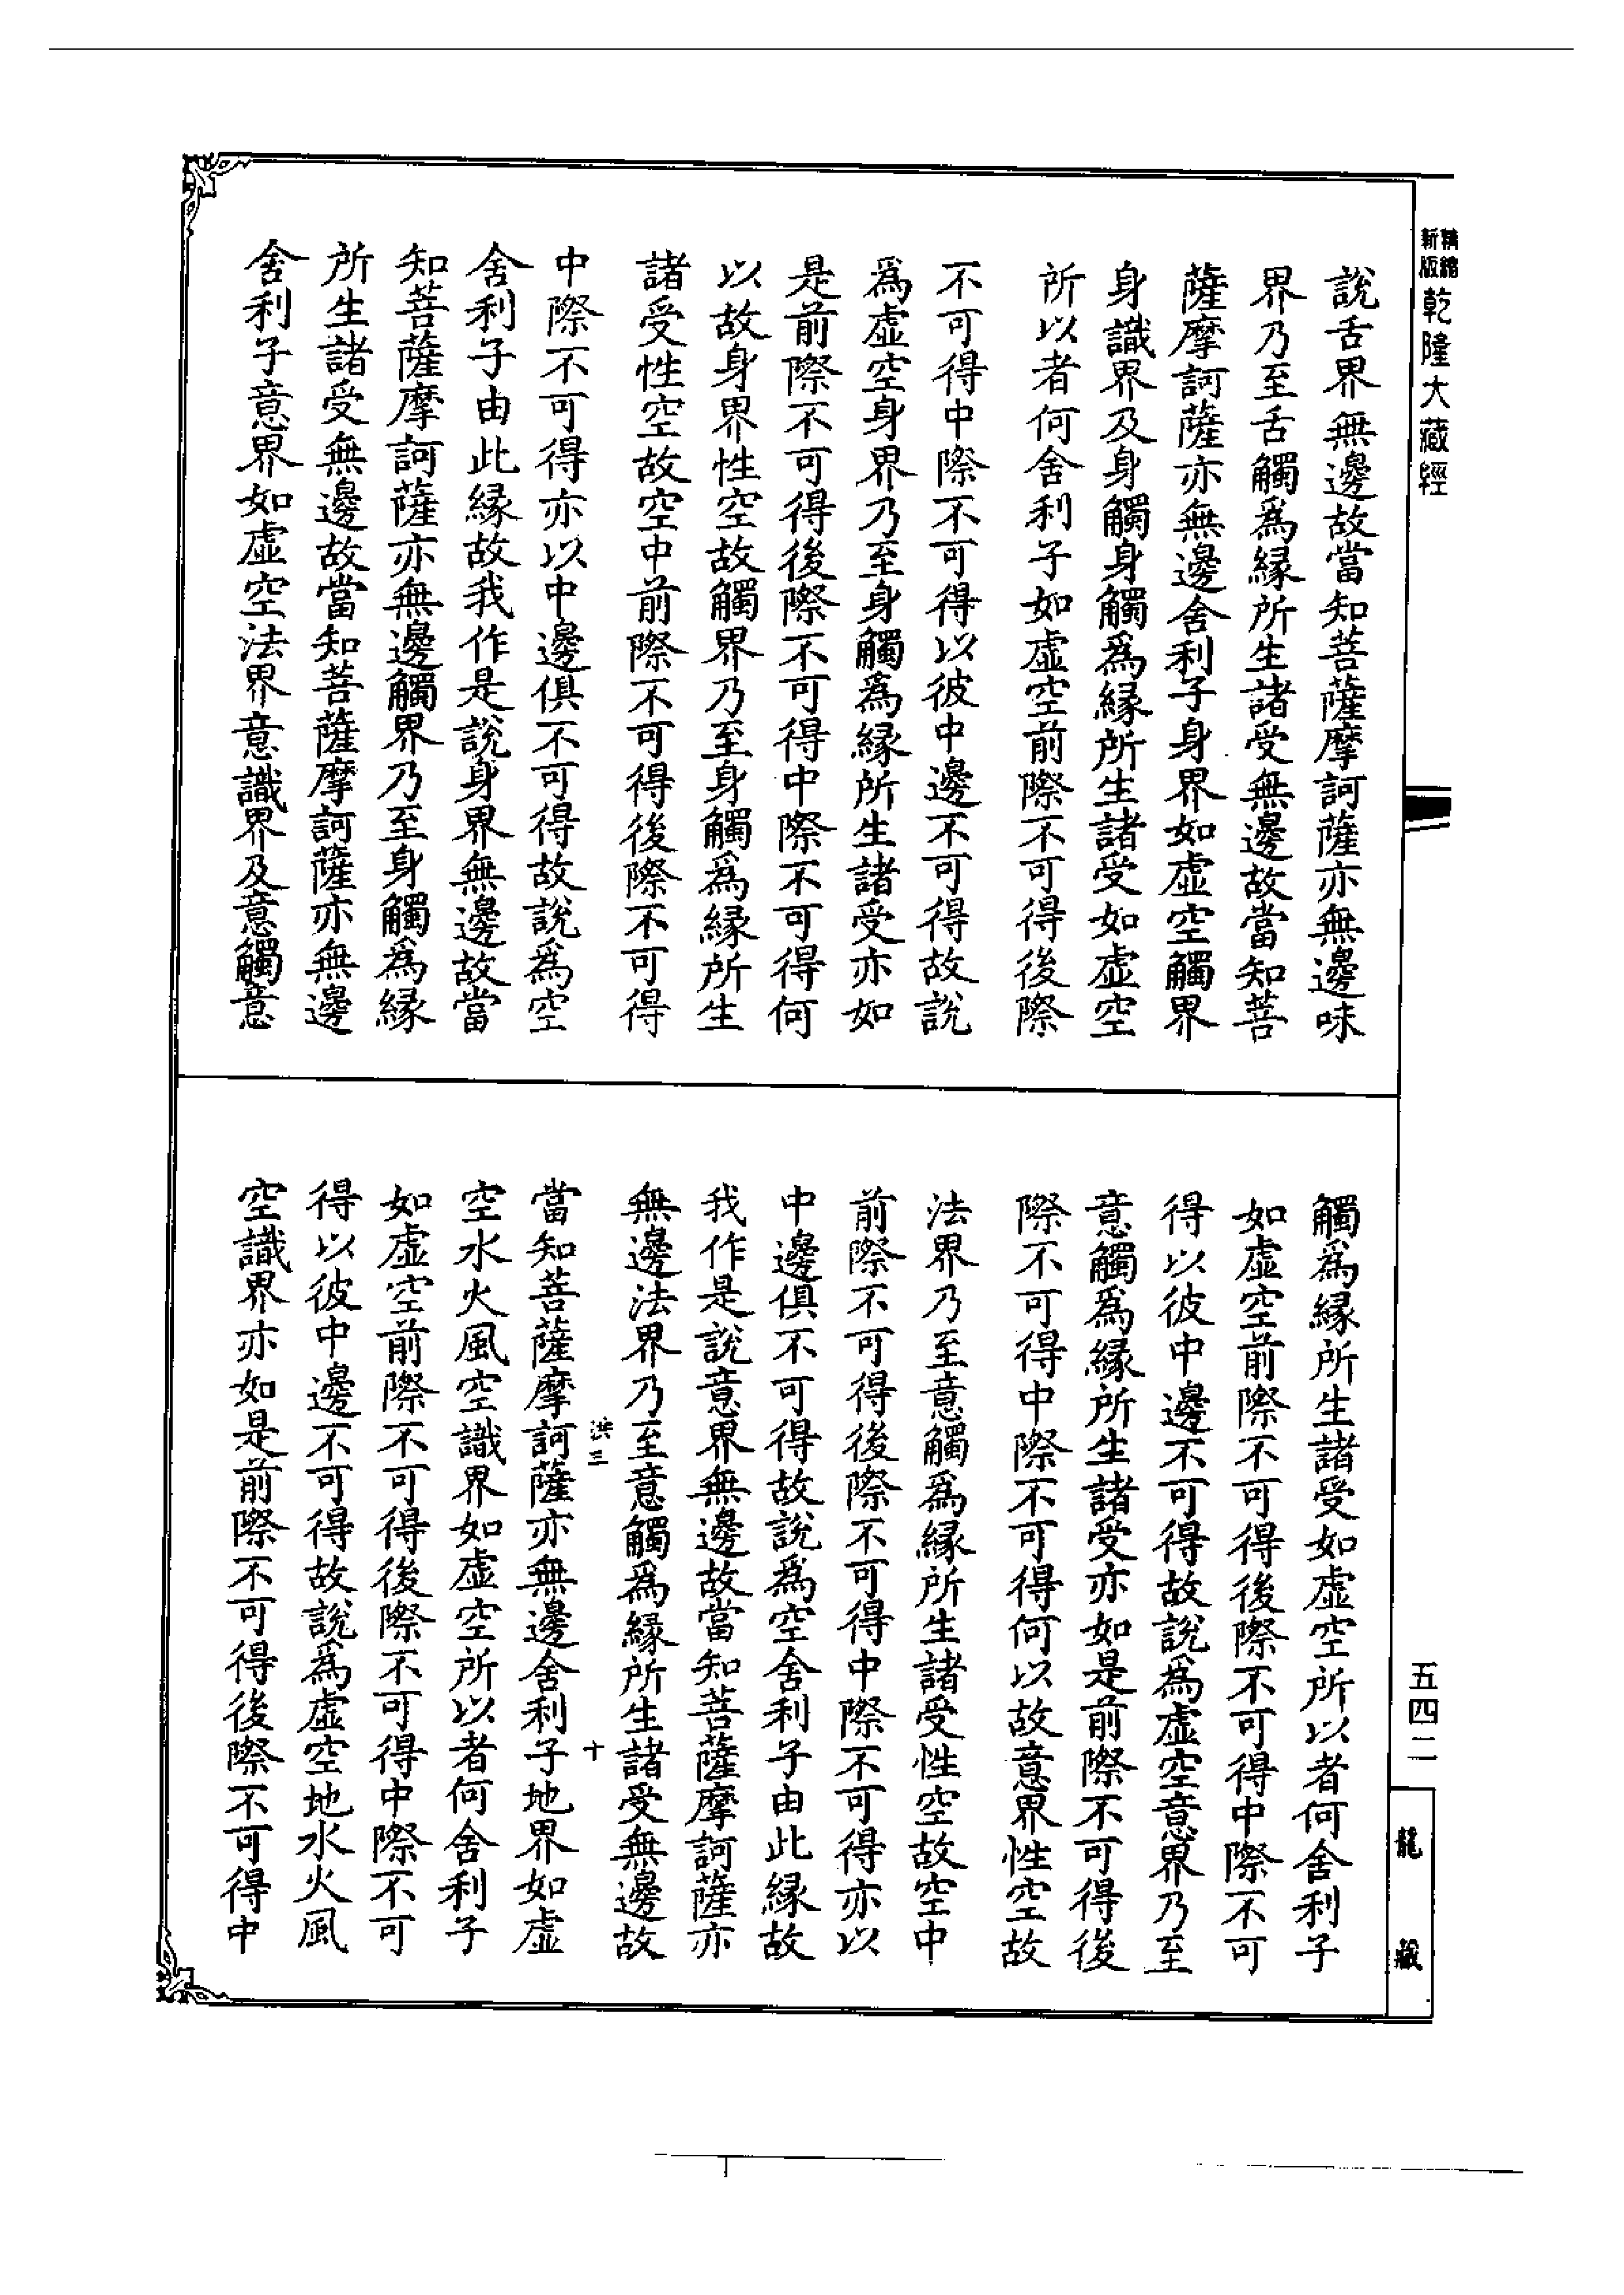 精縮新版乾隆大藏經
說舌界無邊故當知菩薩摩訶薩亦無邊味
界乃至舌觸爲緣所生諸受無邊故當知菩
薩摩訶薩亦無邊舍利子身界如虛空觸界
身識界及身觸身觸爲緣所生諸受如虛空
所以者何舍利子如虛空前際不可得後際
不可得中際不可得以彼中邊不可得故說
爲虛空身界乃至身觸爲緣所生諸受亦如
是前際不可得後際不可得中際不可得何
以故身界性空故觸界乃至身觸爲緣所生
諸受性空故空中前際不可得後際不可得
中際不可得亦以中邊俱不可得故說爲空
舍利子由此緣故我作是說身界無邊故當
知菩薩摩訶薩亦無邊觸界乃至身觸爲緣
所生諸受無邊故當知菩薩摩訶薩亦無邊
舍利子意界如虛空法界意識界及意觸意
觸爲緣所生諸受如虛空所以者何舍利子
如虛空前際不可得後際不可得中際不可
得以彼中邊不可得故說爲虛空意界乃至
意觸爲緣所生諸受亦如是前際不可得後
際不可得中際不可得何以故意界性空故
法界乃至意觸爲緣所生諸受性空故空中
前際不可得後際不可得中際不可得亦以
中邊俱不可得故說爲空舍利子由此緣故
我作是說意界無邊故當知菩薩摩訶薩亦
無邊法界乃至意觸爲緣所生諸受無邊故
洪三 十
當知菩薩摩訶薩亦無邊舍利子地界如虛
空水火風空識界如虛空所以者何舍利子
如虛空前際不可得後際不可得中際不可
得以彼中邊不可得故說爲虛空地水火風
空識界亦如是前際不可得後際不可得中
五四二
龍藏